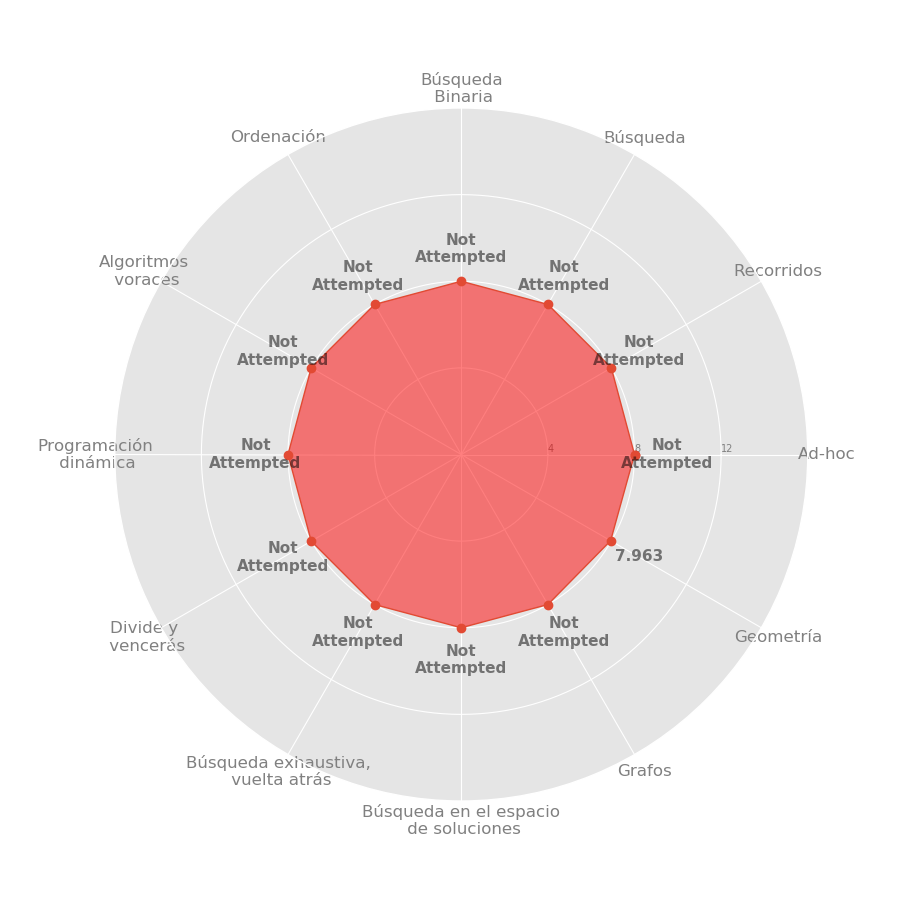 Búsqueda
Binaria
Ordenación
Búsqueda
Not
Attempted
Not
Attempted
Not
Attempted
Algoritmos
voraces
Recorridos
Not
Attempted
Not
Attempted
Programación
dinámica
Not
Attempted
4
8
12
Not
Attempted
Ad-hoc
Not
Attempted
7.963
Divide y
vencerás
Not
Attempted
Not
Attempted
Geometría
Not
Attempted
Búsqueda exhaustiva,
vuelta atrás
Grafos
Búsqueda en el espacio
de soluciones